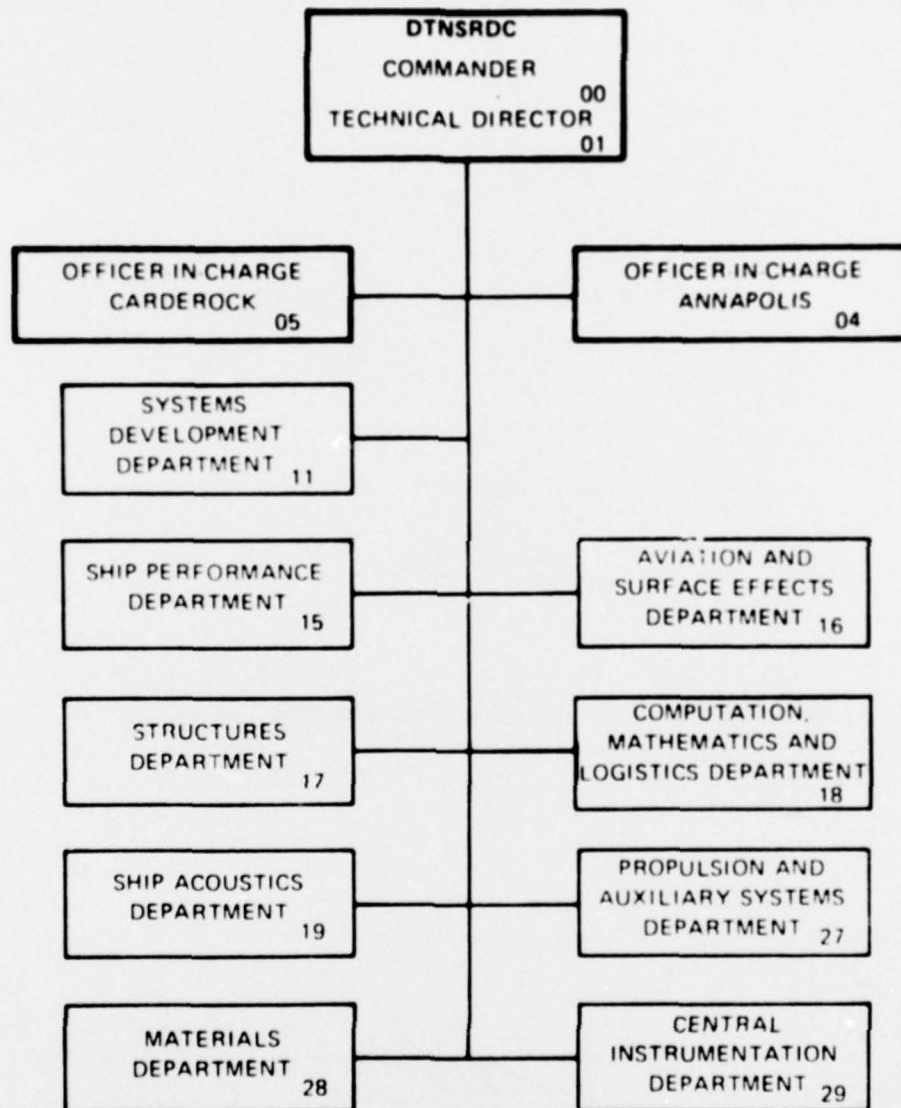 DTNSRDC
COMMANDER
00
TECHNICAL DIRECTOR
01
OFFICER IN CHARGE
CARDEROCK
05
OFFICER IN CHARGE
ANNAPOLIS
04
SYSTEMS
DEVELOPMENT
DEPARTMENT
11
SHIP PERFORMANCE
DEPARTMENT
15
AVIATION AND
SURFACE EFFECTS
DEPARTMENT
16
STRUCTURES
DEPARTMENT
17
COMPUTATION,
MATHEMATICS AND
LOGISTICS DEPARTMENT
18
SHIP ACOUSTICS
DEPARTMENT
19
PROPULSION AND
AUXILIARY SYSTEMS
DEPARTMENT
27
MATERIALS
DEPARTMENT
28
CENTRAL
INSTRUMENTATION
DEPARTMENT
29